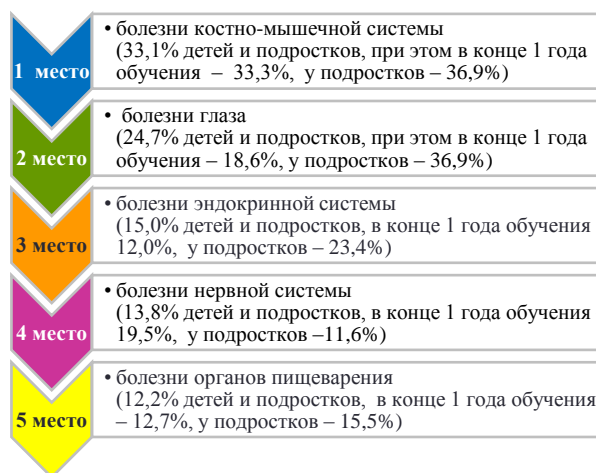 1 место
• болезни костно-мышечной системы
(33,1% детей и подростков, при этом в конце 1 года
обучения – 33,3%, у подростков – 36,9%)
2 место
• болезни глаза
(24,7% детей и подростков, при этом в конце 1 года
обучения – 18,6%, у подростков – 36,9%)
3 место
• болезни эндокринной системы
(15,0% детей и подростков, в конце 1 года обучения
12,0%, у подростков – 23,4%)
4 место
• болезни нервной системы
(13,8% детей и подростков, в конце 1 года обучения
19,5%, у подростков –11,6%)
5 место
• болезни органов пищеварения
(12,2% детей и подростков, в конце 1 года обучения
– 12,7%, у подростков – 15,5%)